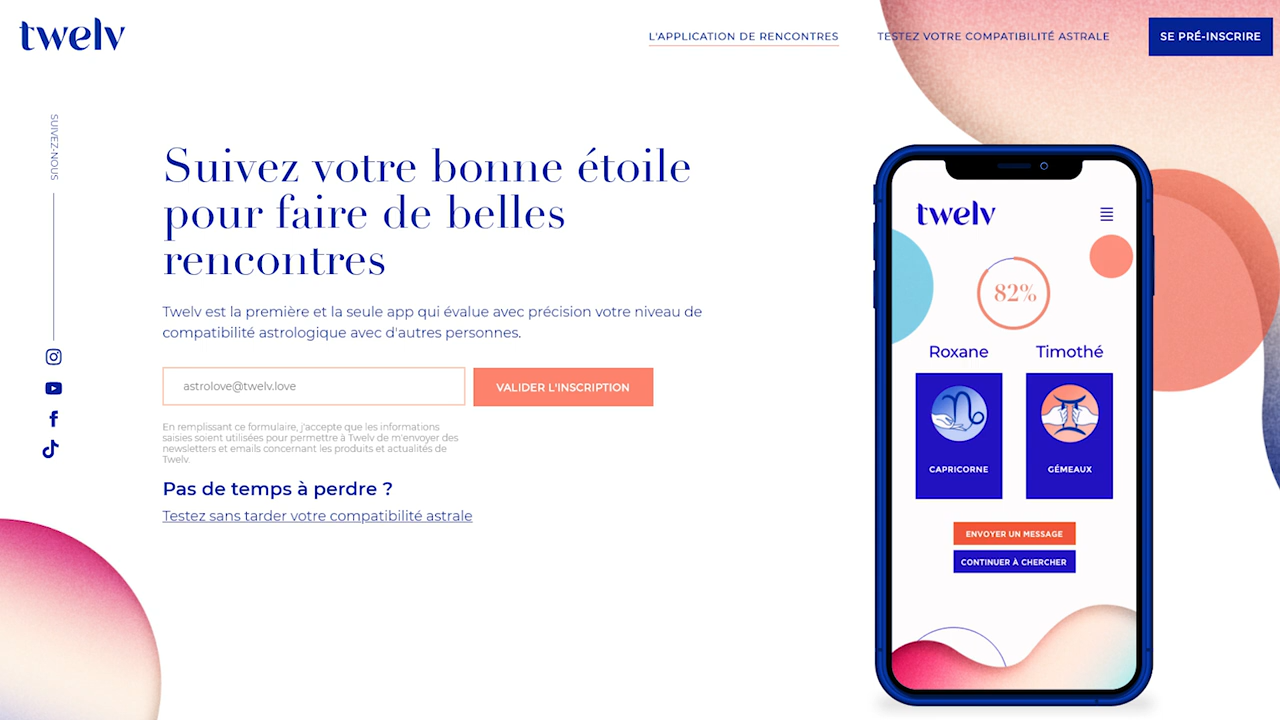 twelv
L'APPLICATION DE RENCONTRES
TESTEZ VOTRE COMPATIBILITÉ ASTRALE
SE PRÉ-INSCRIRE
SUIVEZ-NOUS
Suivez votre bonne étoile
pour faire de belles
rencontres
Twelv est la première et la seule app qui évalue avec précision votre niveau de
compatibilité astrologique avec d'autres personnes.
astrolove@twelv.love
VALIDER L'INSCRIPTION
En remplissant ce formulaire, j'accepte que les informations
saisies soient utilisées pour permettre à Twelv de m'envoyer des
newsletters et emails concernant les produits et actualités de
Twelv.
Pas de temps à perdre ?
Testez sans tarder votre compatibilité astrale
twelv
82%
Roxane
Timothé
CAPRICORNE
GÉMEAUX
ENVOYER UN MESSAGE
CONTINUER À CHERCHER